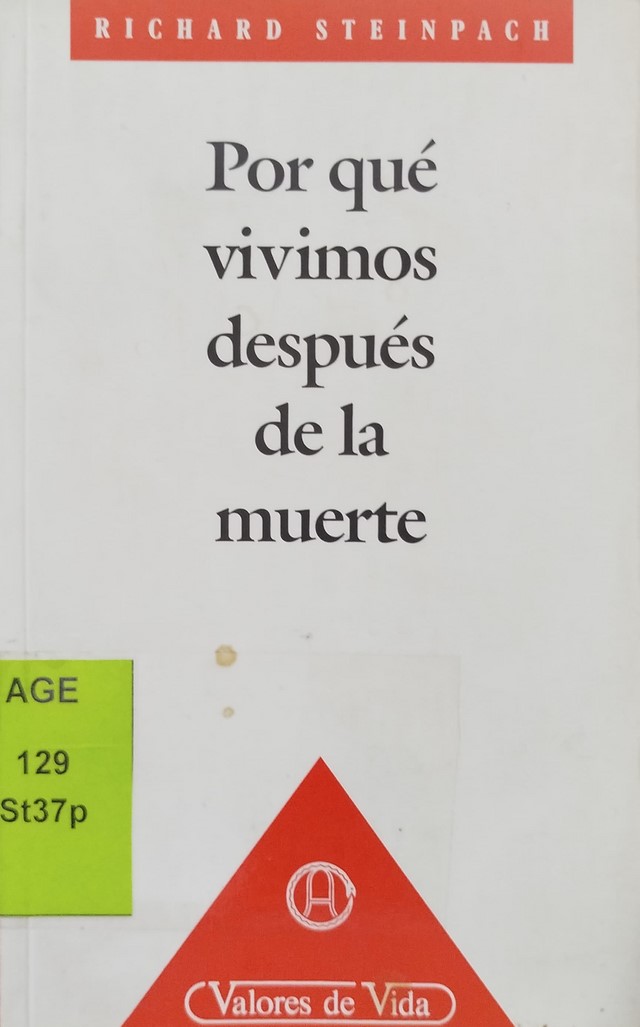 RICHARD STEINPACH
Por qué
vivimos
después
de la
muerte
AGE
129
St37p
A
Valores de Vida